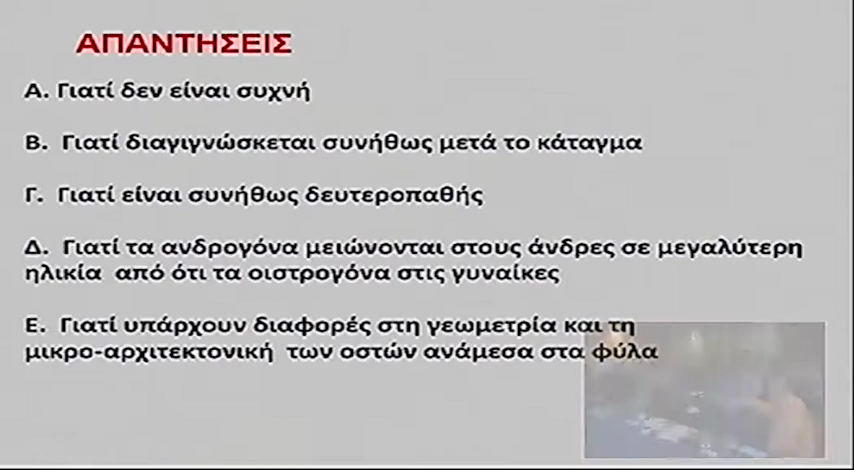 ΑΠΑΝΤΗΣΕΙΣ
Α. Γιατί δεν είναι συχνή
Β. Γιατί διαγιγνώσκεται συνήθως μετά το κάταγμα
Γ. Γιατί είναι συνήθως δευτεροπαθής
Δ. Γιατί τα ανδρογόνα μειώνονται στους άνδρες σε μεγαλύτερη
ηλικία από ότι τα οιστρογόνα στις γυναίκες
Ε. Γιατί υπάρχουν διαφορές στη γεωμετρία και τη
μικρο-αρχιτεκτονική των οστών ανάμεσα στα φύλα